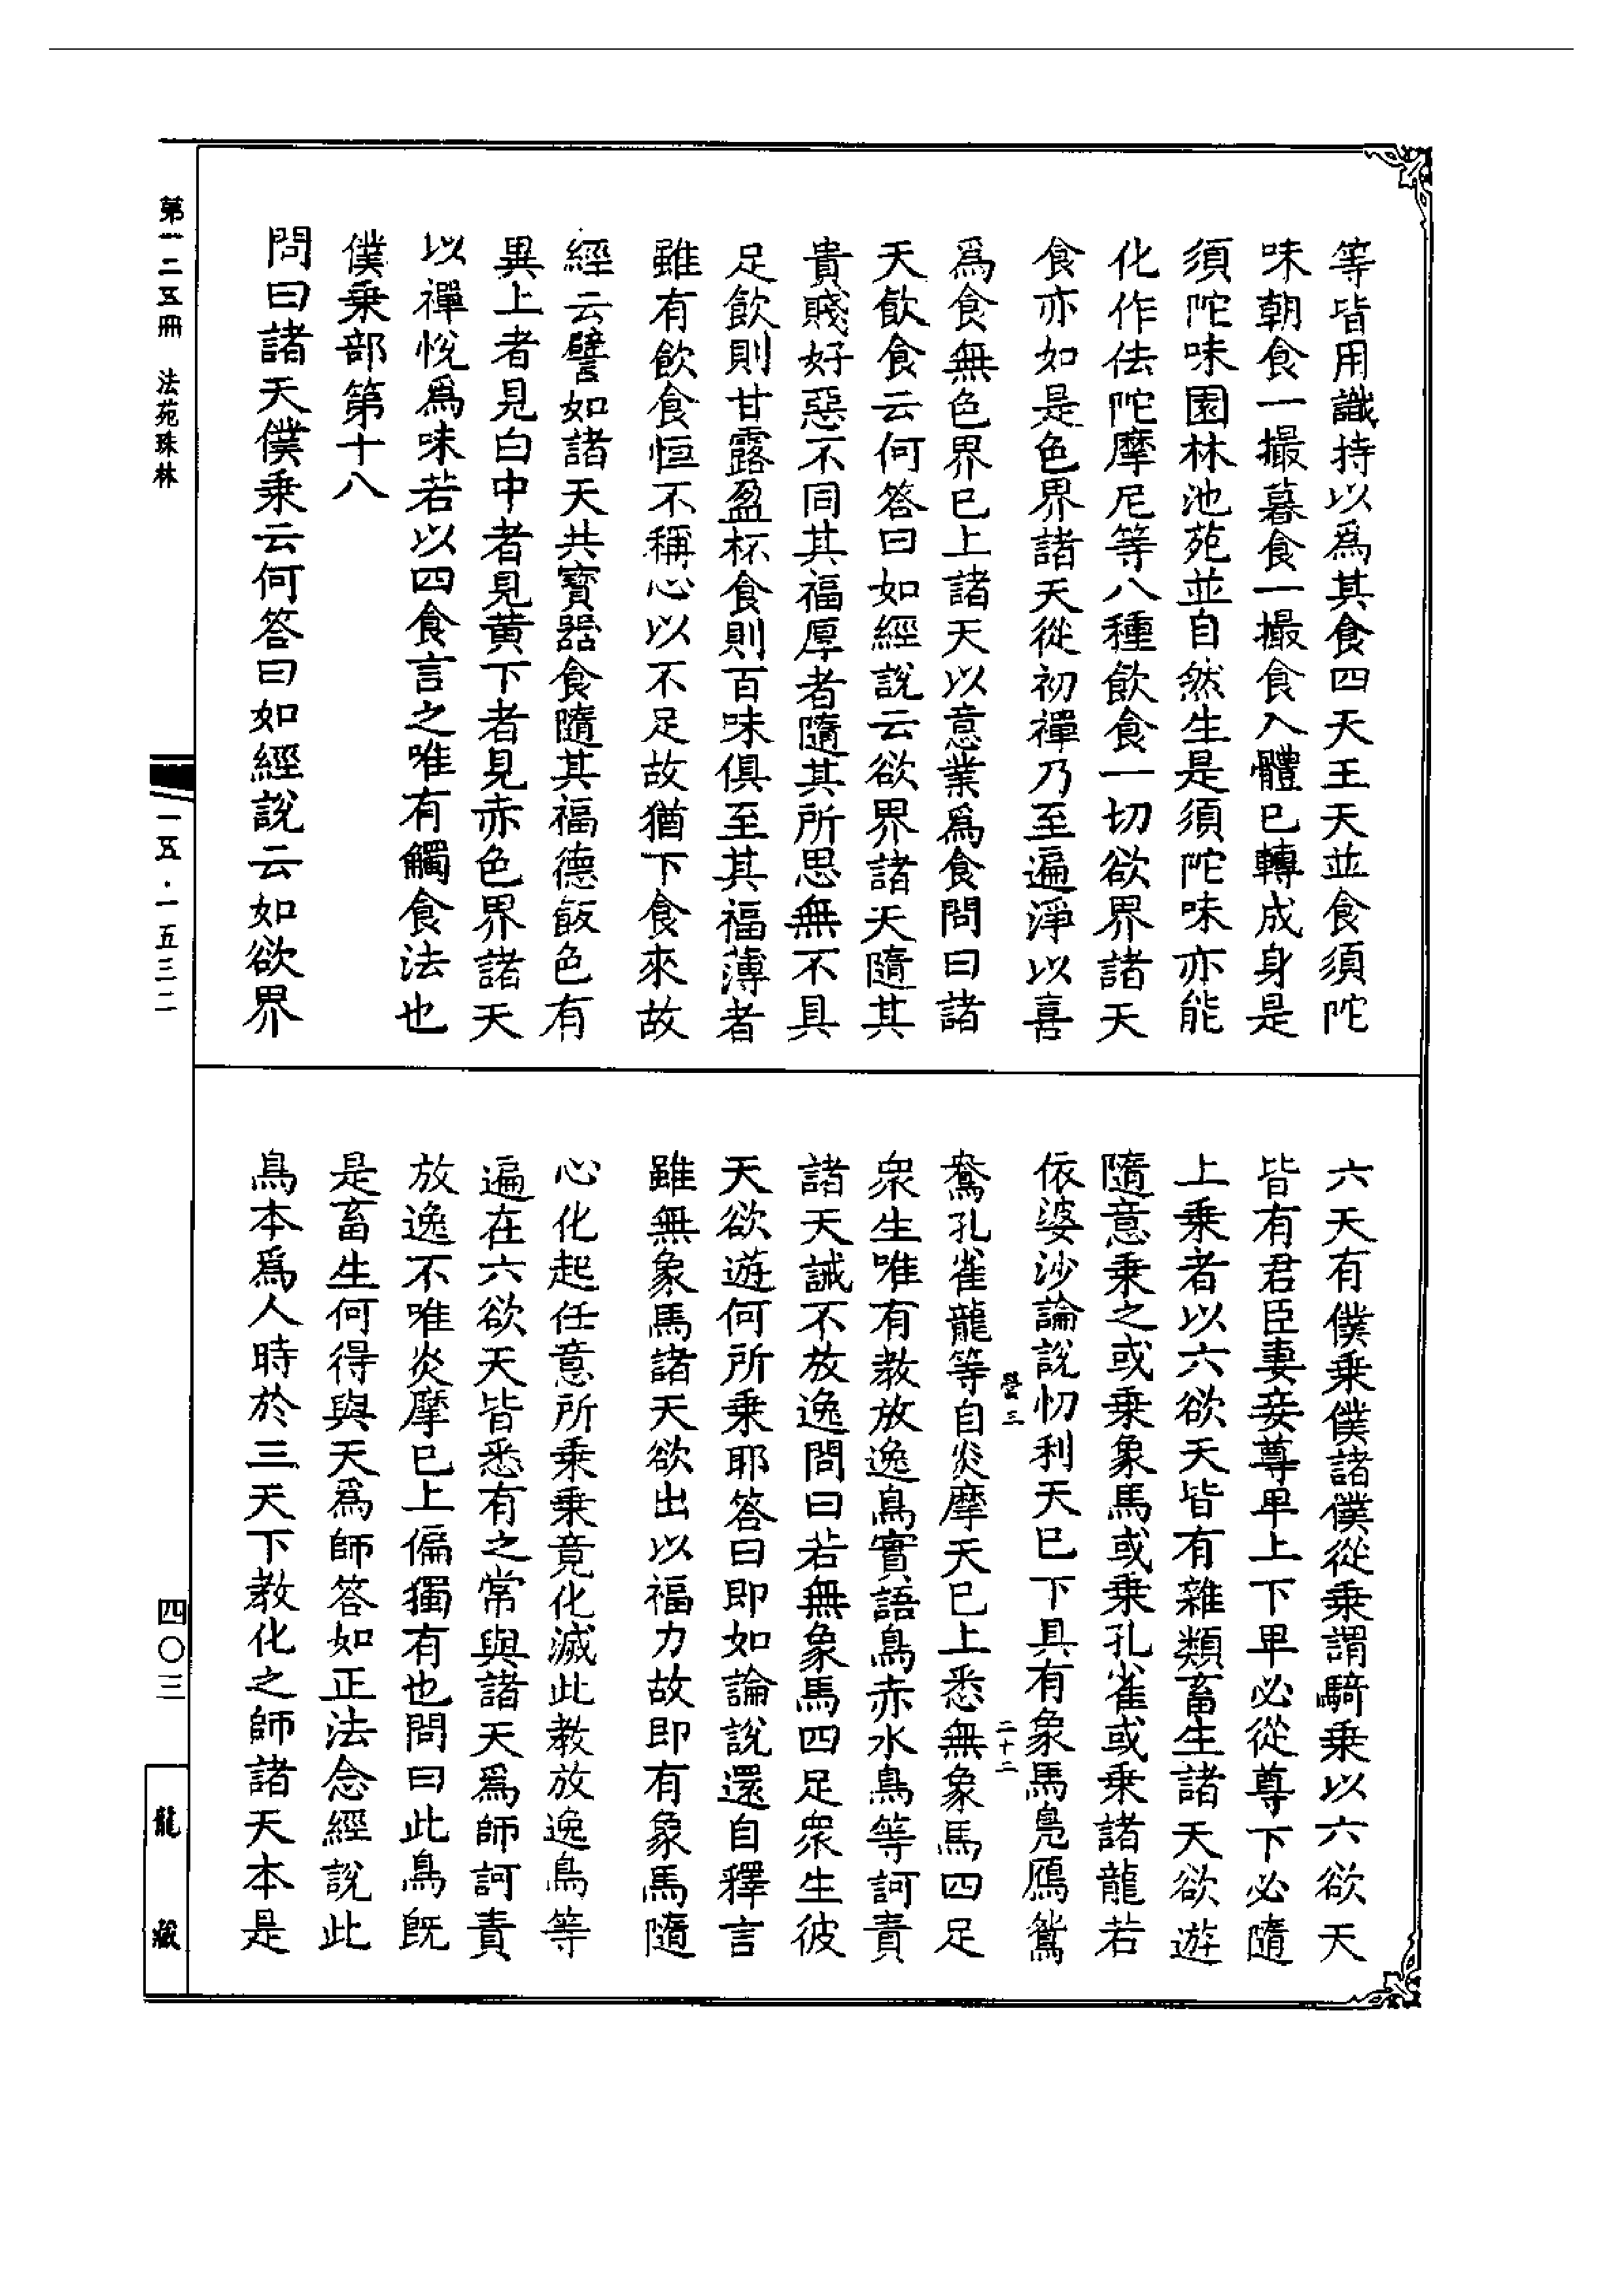 等皆用識持以爲其食四天王天並食須陀
味朝食一撮暮食一撮食入體已轉成身是
須陀味園林池苑並自然生是須陀味亦能
化作佉陀摩尼等八種飲食一切欲界諸天
食亦如是色界諸天從初禪乃至遍淨以喜
爲食無色界已上諸天以意業爲食問曰諸
天飲食云何答曰如經說云欲界諸天隨其
貴賤好惡不同其福厚者隨其所思無不具
足飲則甘露盈杯食則百味俱至其福薄者
雖有飲食恒不稱心以不足故猶下食來故
經云譬如諸天共寶器食隨其福德飯色有
異上者見白中者見黃下者見赤色界諸天
以禪悅爲味若以四食言之唯有觸食法也
僕乗部第十八
問曰諸天僕乗云何答曰如經說云如欲界
六天有僕乗僕諸僕從乗謂騎乗以六欲天
皆有君臣妻妾尊卑上下卑必從尊下必隨
上乗者以六欲天皆有雜類畜生諸天欲遊
隨意乗之或乗象馬或乗孔雀或乗諸龍若
依婆沙論說忉利天已下具有象馬鳧鴈鴛
鴦孔雀龍等自炎摩天已上悉無象馬四足
衆生唯有教放逸鳥實語鳥赤水鳥等訶責
諸天誡不放逸問曰若無象馬四足衆生彼
天欲遊何所乗耶答曰即如論說還自釋言
雖無象馬諸天欲出以福力故即有象馬隨
心化起任意所乗乗竟化滅此教放逸鳥等
遍在六欲天皆悉有之常與諸天爲師訶責
放逸不唯炎摩已上偏獨有也問曰此鳥旣
是畜生何得與天爲師答如正法念經說此
鳥本爲人時於三天下教化之師諸天本是
三
二十二
第一二五冊 法苑珠林
一五·一五三二
四〇三
龍藏